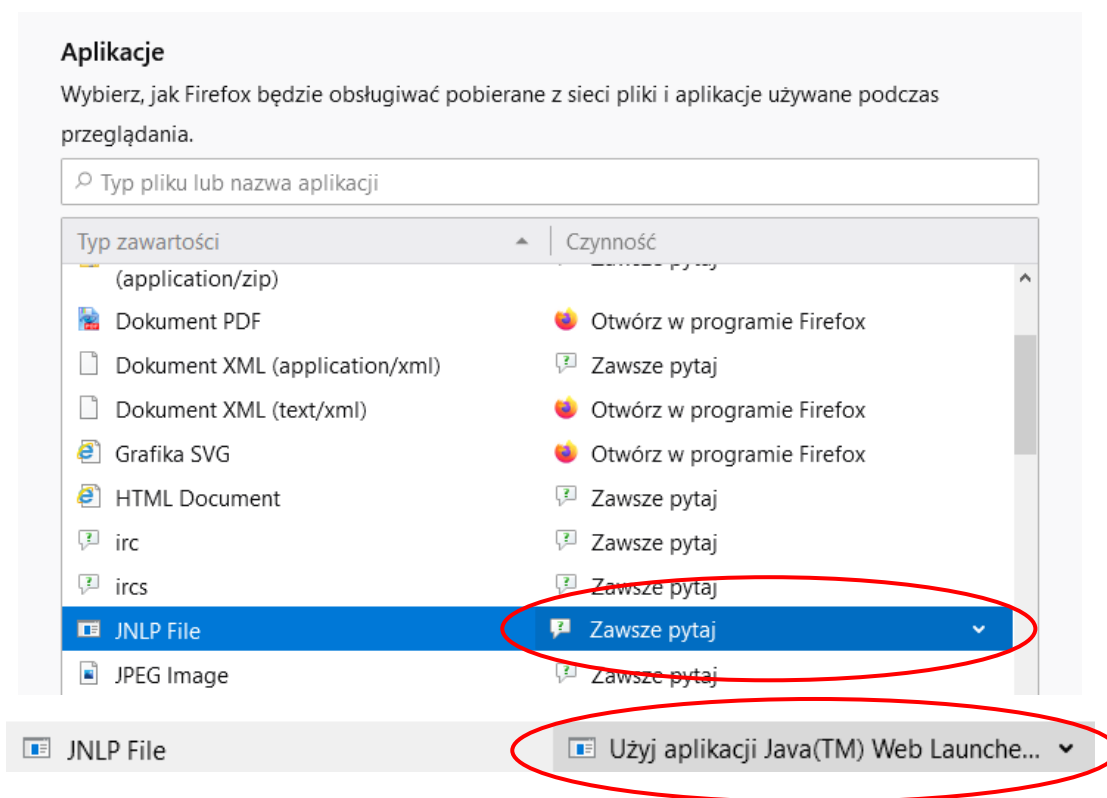 Aplikacje
Wybierz, jak Firefox będzie obsługiwać pobierane z sieci pliki i aplikacje używane podczas
przeglądania.
Typ pliku lub nazwa aplikacji
Typ zawartości Czynność
(application/zip) Zawsze pytaj
Dokument PDF Otwórz w programie Firefox
Dokument XML (application/xml) Zawsze pytaj
Dokument XML (text/xml) Otwórz w programie Firefox
Grafika SVG Otwórz w programie Firefox
HTML Document Zawsze pytaj
irc Zawsze pytaj
ircs Zawsze pytaj
JNLP File Zawsze pytaj
JPEG Image Zawsze pytaj
JNLP File Użyj aplikacji Java(TM) Web Launche...